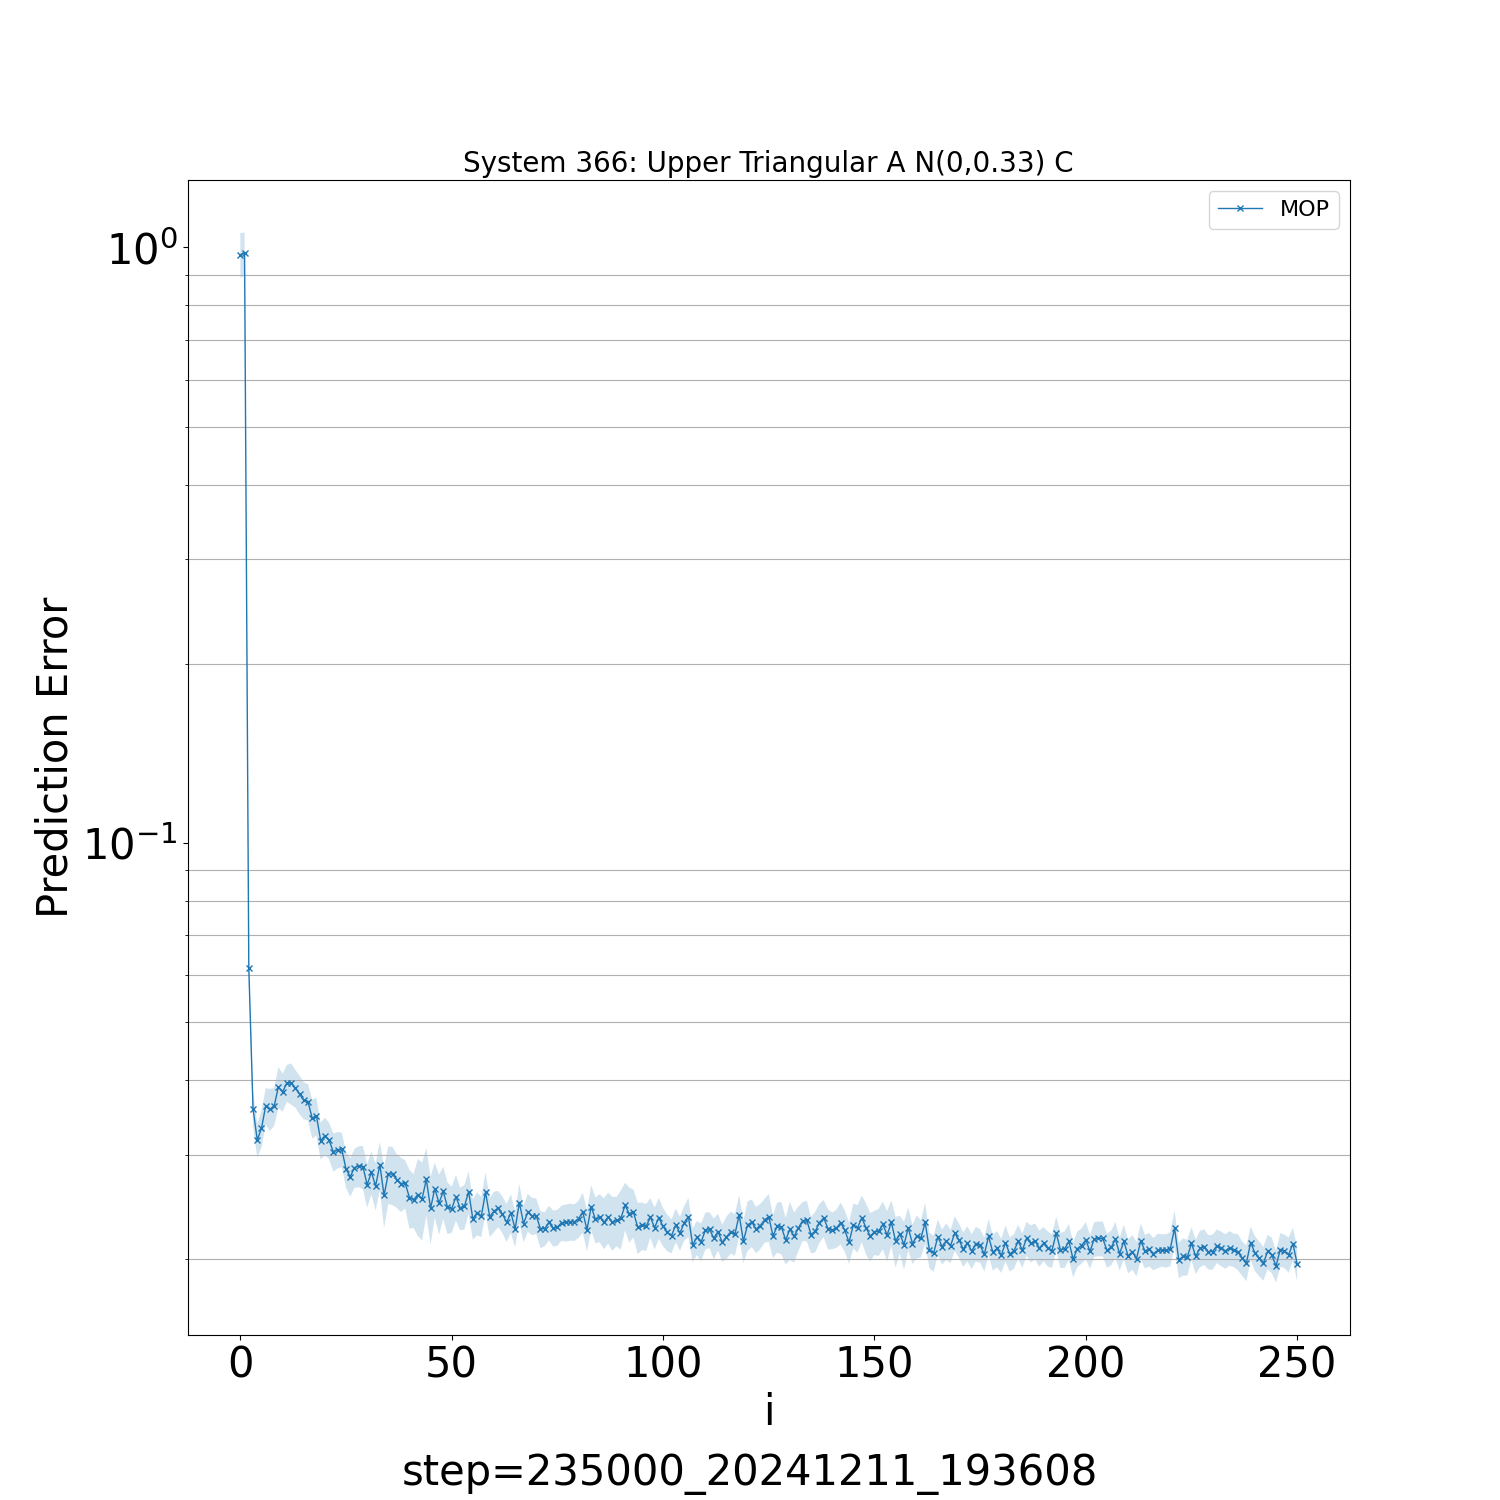 System 366: Upper Triangular A N(0,0.33) C
MOP
10⁰
10⁻¹
Prediction Error
0 50 100 150 200 250
i
step=235000_20241211_193608